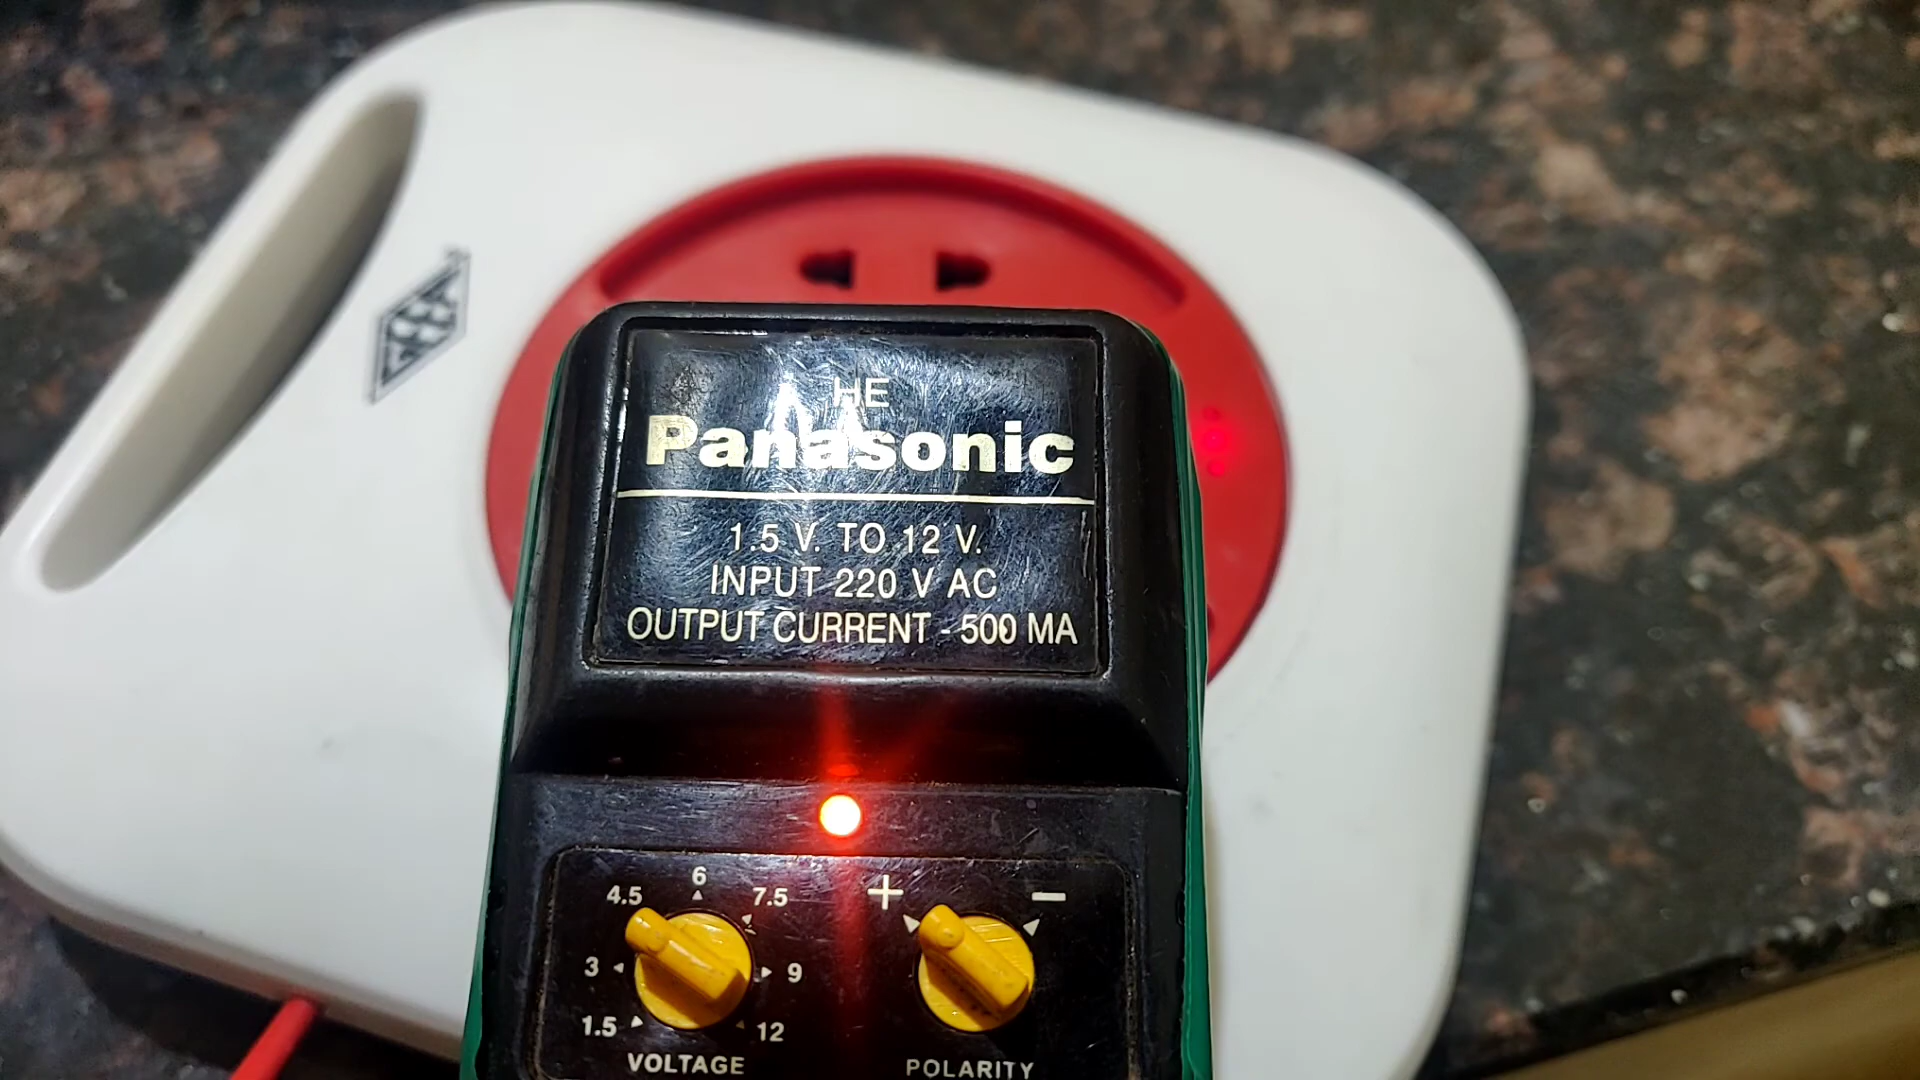 HE
Panasonic
1.5 V. TO 12 V.
INPUT 220 V AC
OUTPUT CURRENT - 500 MA
6
4.5 7.5
3 9
1.5 12
VOLTAGE
+ −
POLARITY